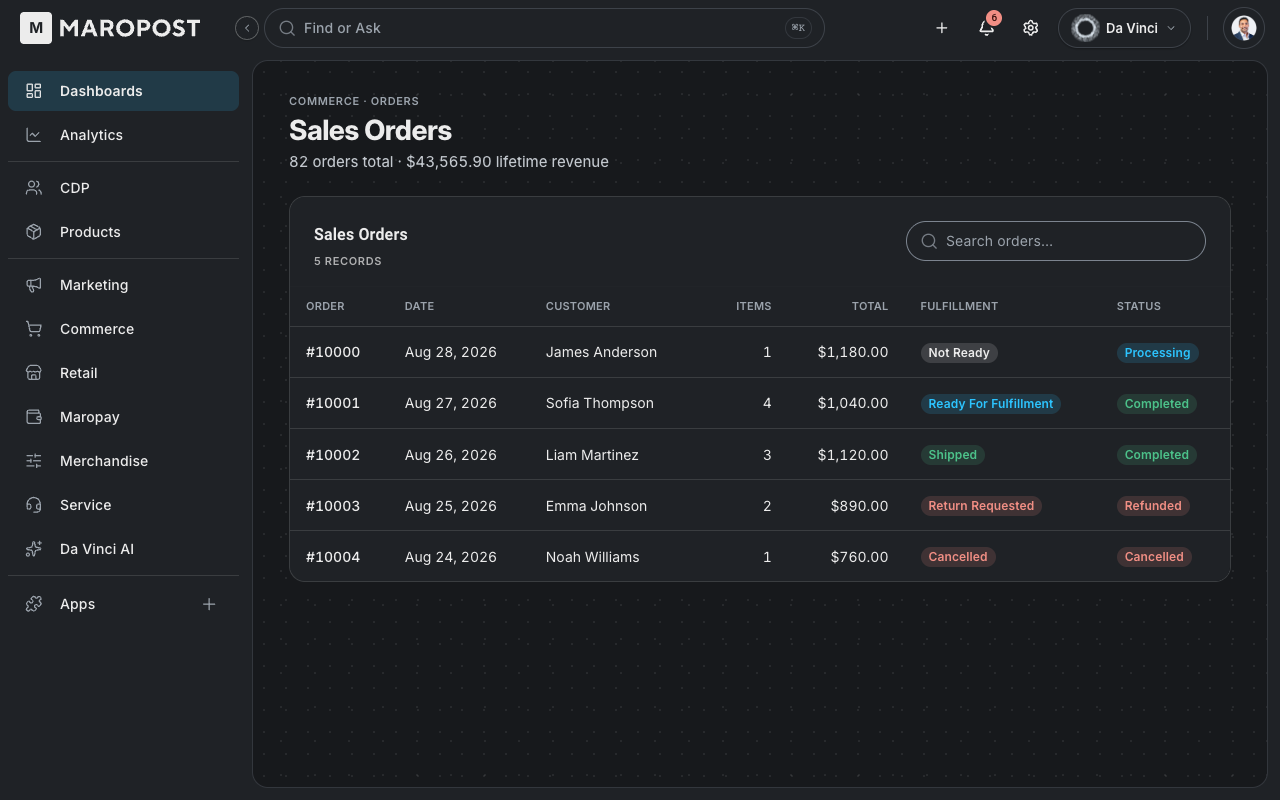 M MAROPOST
Find or Ask
⌘K
6
Da Vinci
Dashboards
Analytics
CDP
Products
Marketing
Commerce
Retail
Maropay
Merchandise
Service
Da Vinci AI
Apps
COMMERCE · ORDERS
Sales Orders
82 orders total · $43,565.90 lifetime revenue
Sales Orders
5 RECORDS
Search orders...
ORDER DATE CUSTOMER ITEMS TOTAL FULFILLMENT STATUS
#10000 Aug 28, 2026 James Anderson 1 $1,180.00 Not Ready Processing
#10001 Aug 27, 2026 Sofia Thompson 4 $1,040.00 Ready For Fulfillment Completed
#10002 Aug 26, 2026 Liam Martinez 3 $1,120.00 Shipped Completed
#10003 Aug 25, 2026 Emma Johnson 2 $890.00 Return Requested Refunded
#10004 Aug 24, 2026 Noah Williams 1 $760.00 Cancelled Cancelled